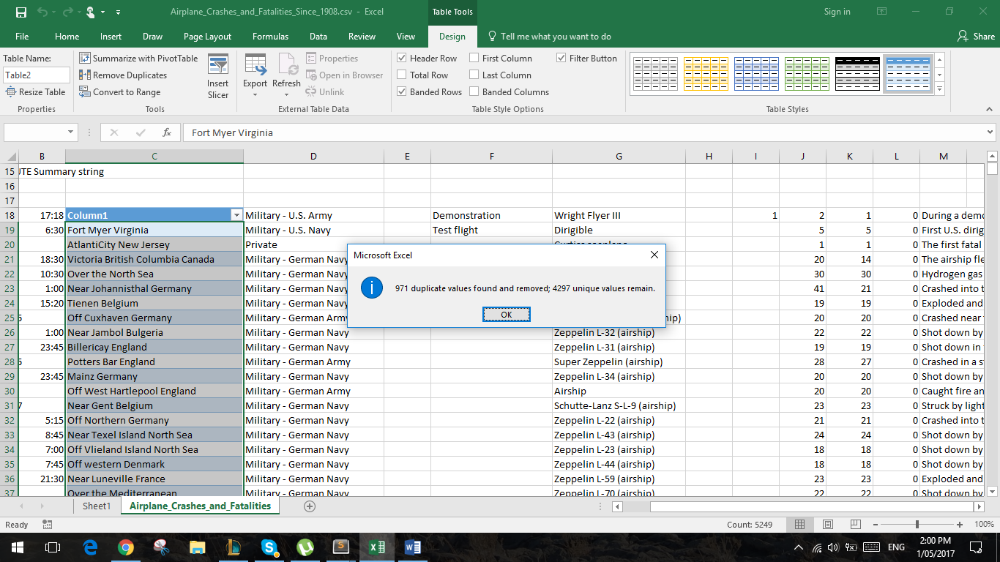 Airplane_Crashes_and_Fatalities_Since_1908.csv - Excel
Table Tools
Sign in
File Home Insert Draw Page Layout Formulas Data Review View Design Tell me what you want to do Share
Table Name:
Table2
Resize Table
Properties
Summarize with PivotTable
Remove Duplicates
Convert to Range
Tools
Insert Slicer
Export
Refresh
Properties
Open in Browser
Unlink
External Table Data
Header Row First Column Filter Button
Total Row Last Column
Banded Rows Banded Columns
Table Style Options
Table Styles
fx Fort Myer Virginia
B C D E F G H I J K L M
15 JTE Summary string
16
17
18 17:18 Column1 Military - U.S. Army Demonstration Wright Flyer III 1 2 1 0 During a demo
19 6:30 Fort Myer Virginia Military - U.S. Navy Test flight Dirigible 5 5 0 First U.S. dirig
20 AtlantiCity New Jersey Private 1 1 0 The first fatal
21 18:30 Victoria British Columbia Canada Military - German Navy 20 14 0 The airship fle
22 10:30 Over the North Sea Military - German Navy 30 30 0 Hydrogen gas
23 1:00 Near Johannisthal Germany Military - German Navy 41 21 0 Crashed into t
24 15:20 Tienen Belgium Military - German Navy 19 19 0 Exploded and
25 5 Off Cuxhaven Germany Military - German Army hip) 20 20 0 Crashed near
26 1:00 Near Jambol Bulgeria Military - German Navy Zeppelin L-32 (airship) 22 22 0 Shot down by
27 23:45 Billericay England Military - German Navy Zeppelin L-31 (airship) 19 19 0 Shot down in
28 5 Potters Bar England Military - German Army Super Zeppelin (airship) 28 27 0 Crashed in a s
29 23:45 Mainz Germany Military - German Navy Zeppelin L-34 (airship) 20 20 0 Shot down by
30 Off West Hartlepool England Military - German Army Airship 20 20 0 Caught fire an
31 7 Near Gent Belgium Military - German Navy Schutte-Lanz S-L-9 (airship) 23 23 0 Struck by light
32 5:15 Off Northern Germany Military - German Navy Zeppelin L-22 (airship) 21 21 0 Crashed into t
33 8:45 Near Texel Island North Sea Military - German Navy Zeppelin L-43 (airship) 24 24 0 Shot down by
34 7:00 Off Vlieland Island North Sea Military - German Navy Zeppelin L-23 (airship) 18 18 0 Shot down by
35 7:45 Off western Denmark Military - German Navy Zeppelin L-44 (airship) 18 18 0 Shot down by
36 21:30 Near Luneville France Military - German Navy Zeppelin L-59 (airship) 23 23 0 Exploded and
37 Over the Mediterranean Military - German Navy Zeppelin L-70 (airship) 22 22 0 Shot down by
Microsoft Excel
971 duplicate values found and removed; 4297 unique values remain.
OK
Sheet1 Airplane_Crashes_and_Fatalities
Ready Count: 5249 100%
ENG 2:00 PM
1/05/2017